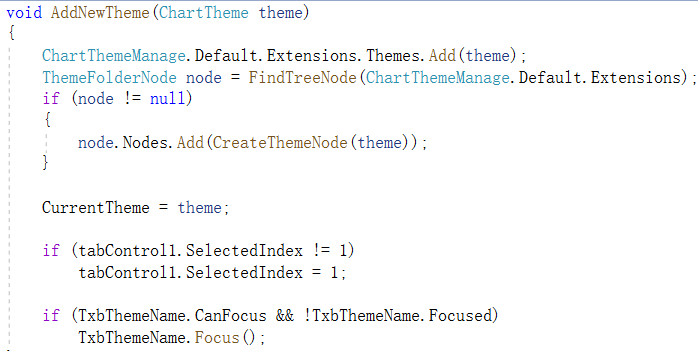 void AddNewTheme(ChartTheme theme)
{
ChartThemeManage.Default.Extensions.Themes.Add(theme);
ThemeFolderNode node = FindTreeNode(ChartThemeManage.Default.Extensions);
if (node != null)
{
node.Nodes.Add(CreateThemeNode(theme));
}
CurrentTheme = theme;
if (tabControl1.SelectedIndex != 1)
tabControl1.SelectedIndex = 1;
if (TxbThemeName.CanFocus && !TxbThemeName.Focused)
TxbThemeName.Focus();